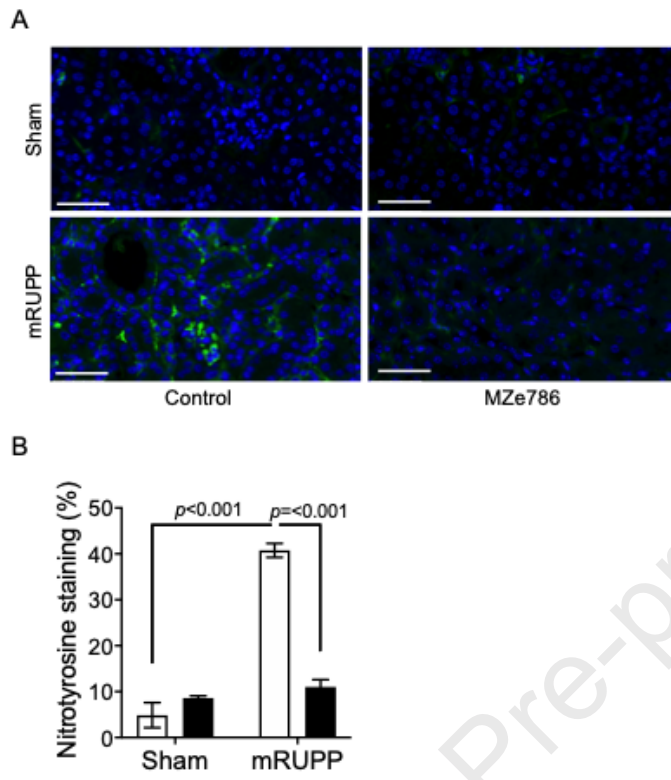 A
Sham
mRUPP
Control
MZe786
B
Nitrotyrosine staining (%)
50
40
30
20
10
0
p<0.001
p=<0.001
Sham
mRUPP